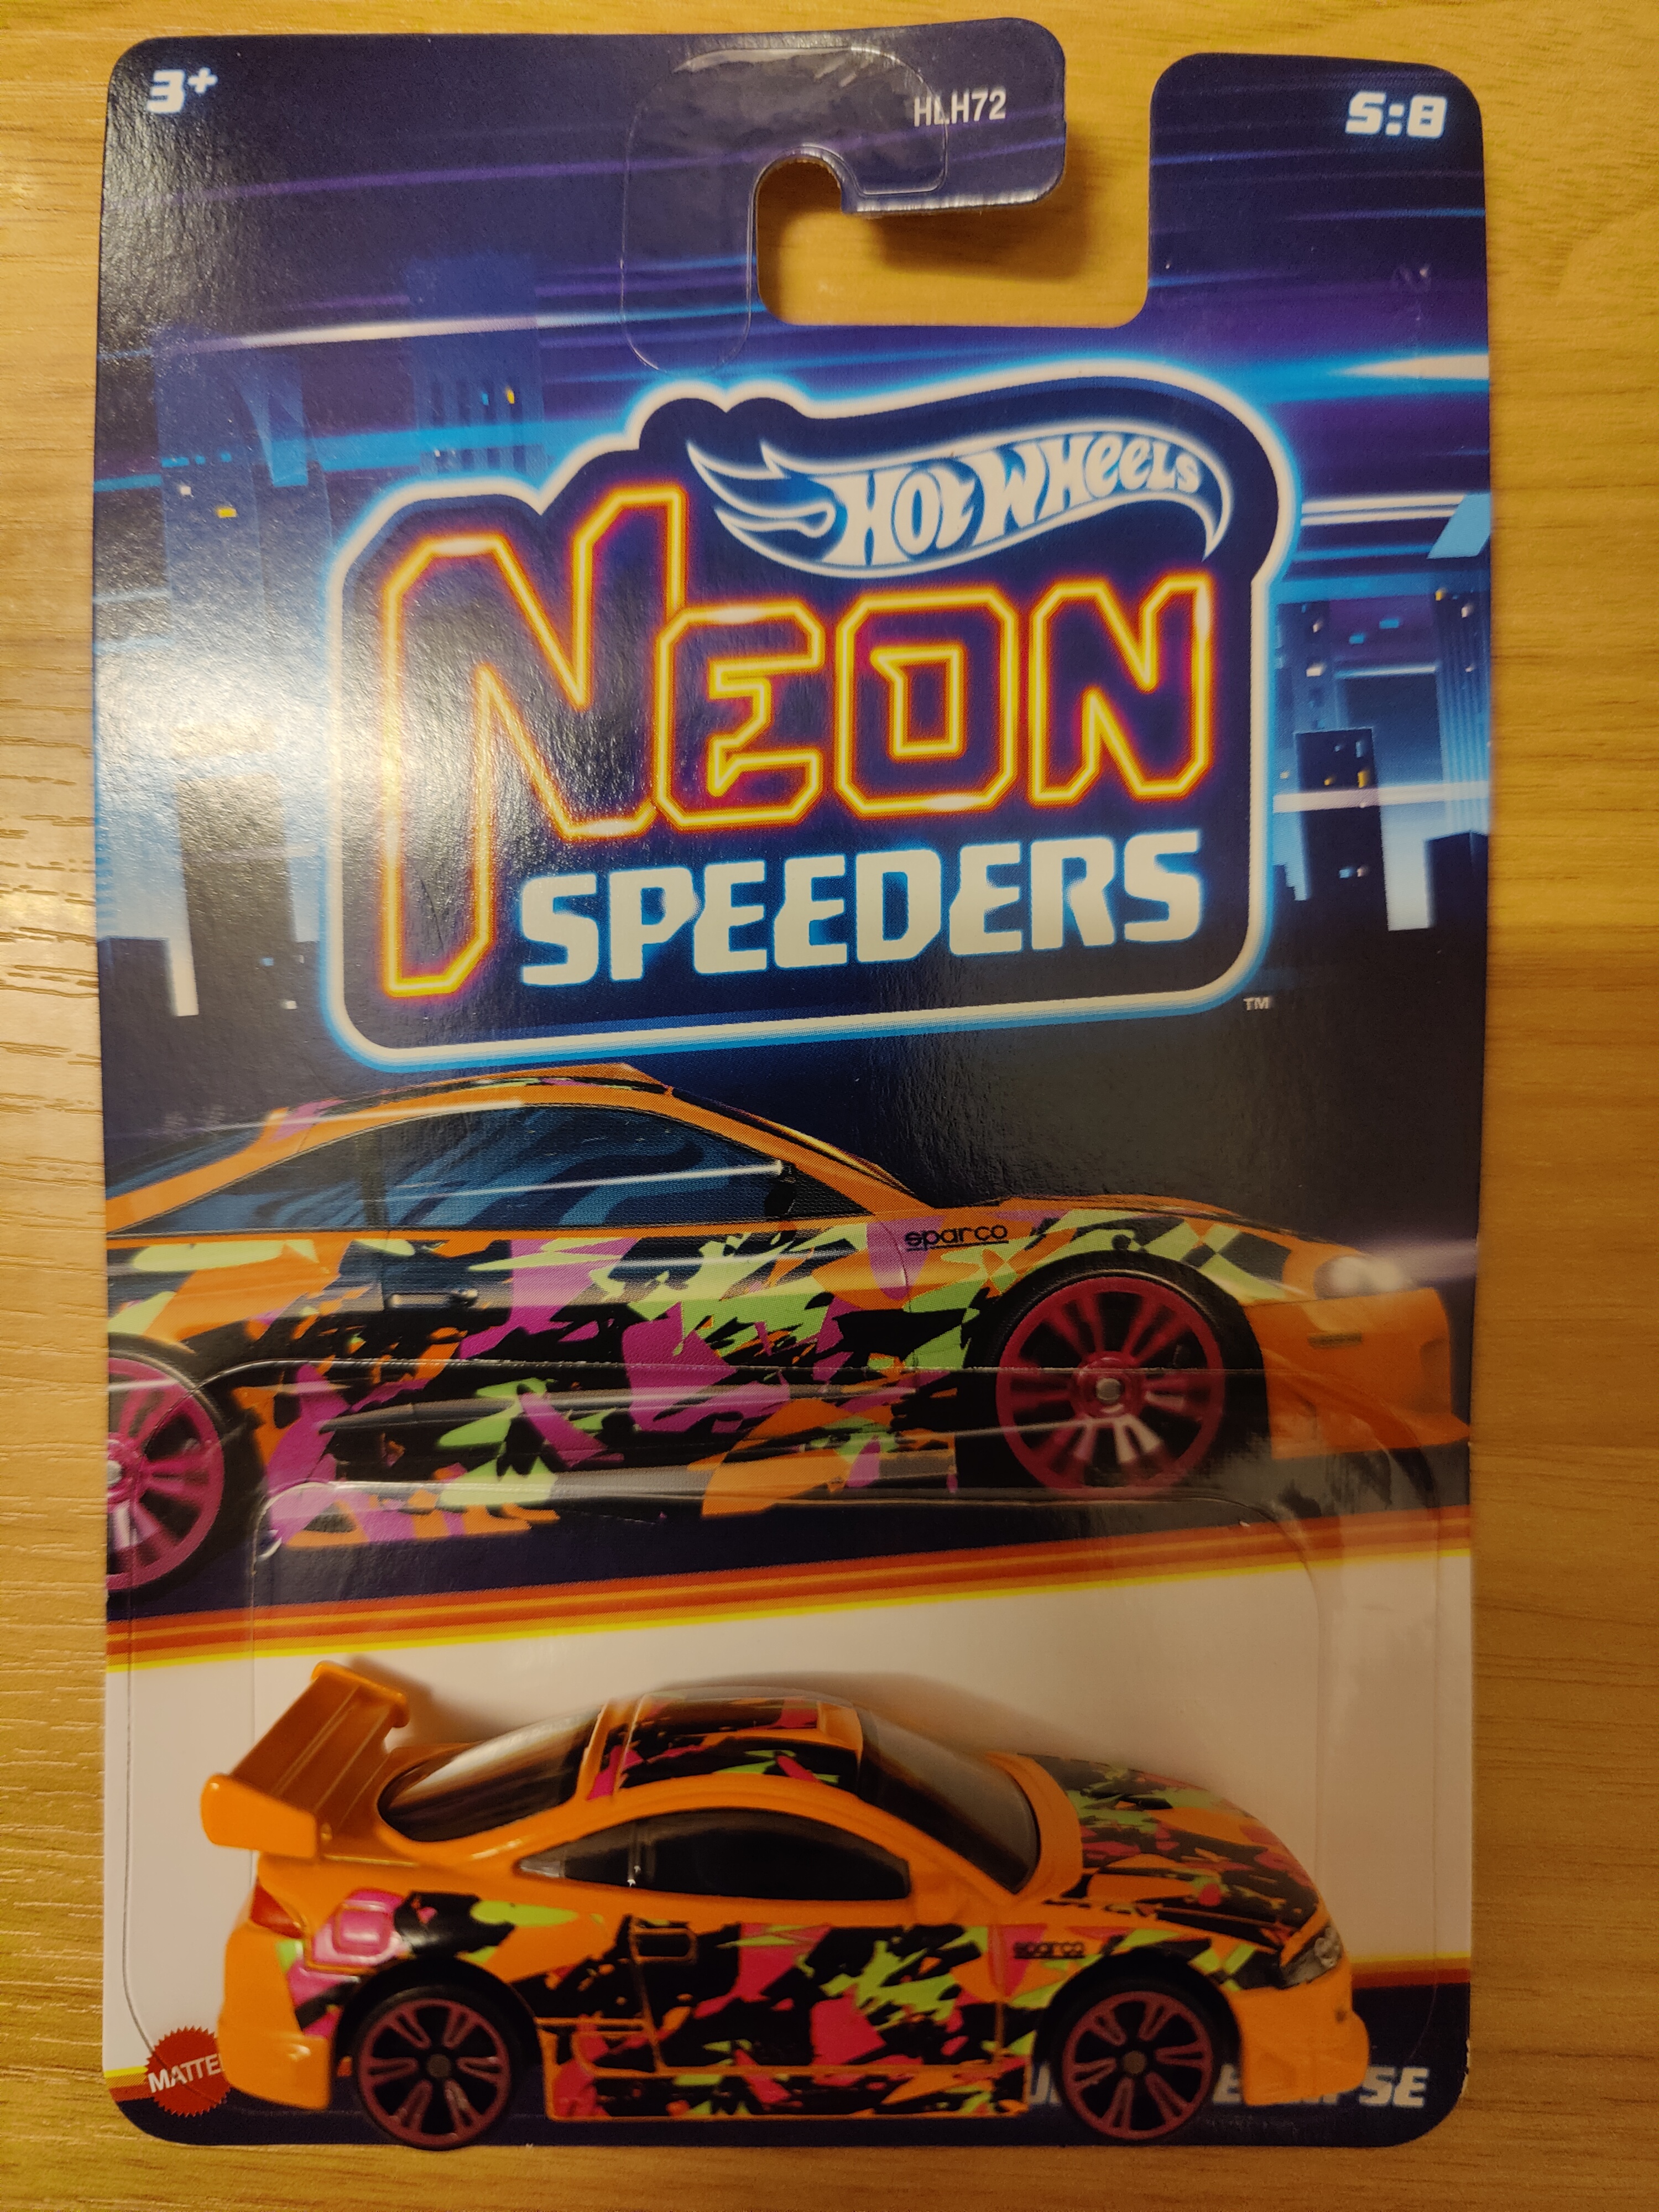 3+
HLH72
5:8
Hot Wheels
NEON
SPEEDERS
TM
sparco
sparco
MATTE